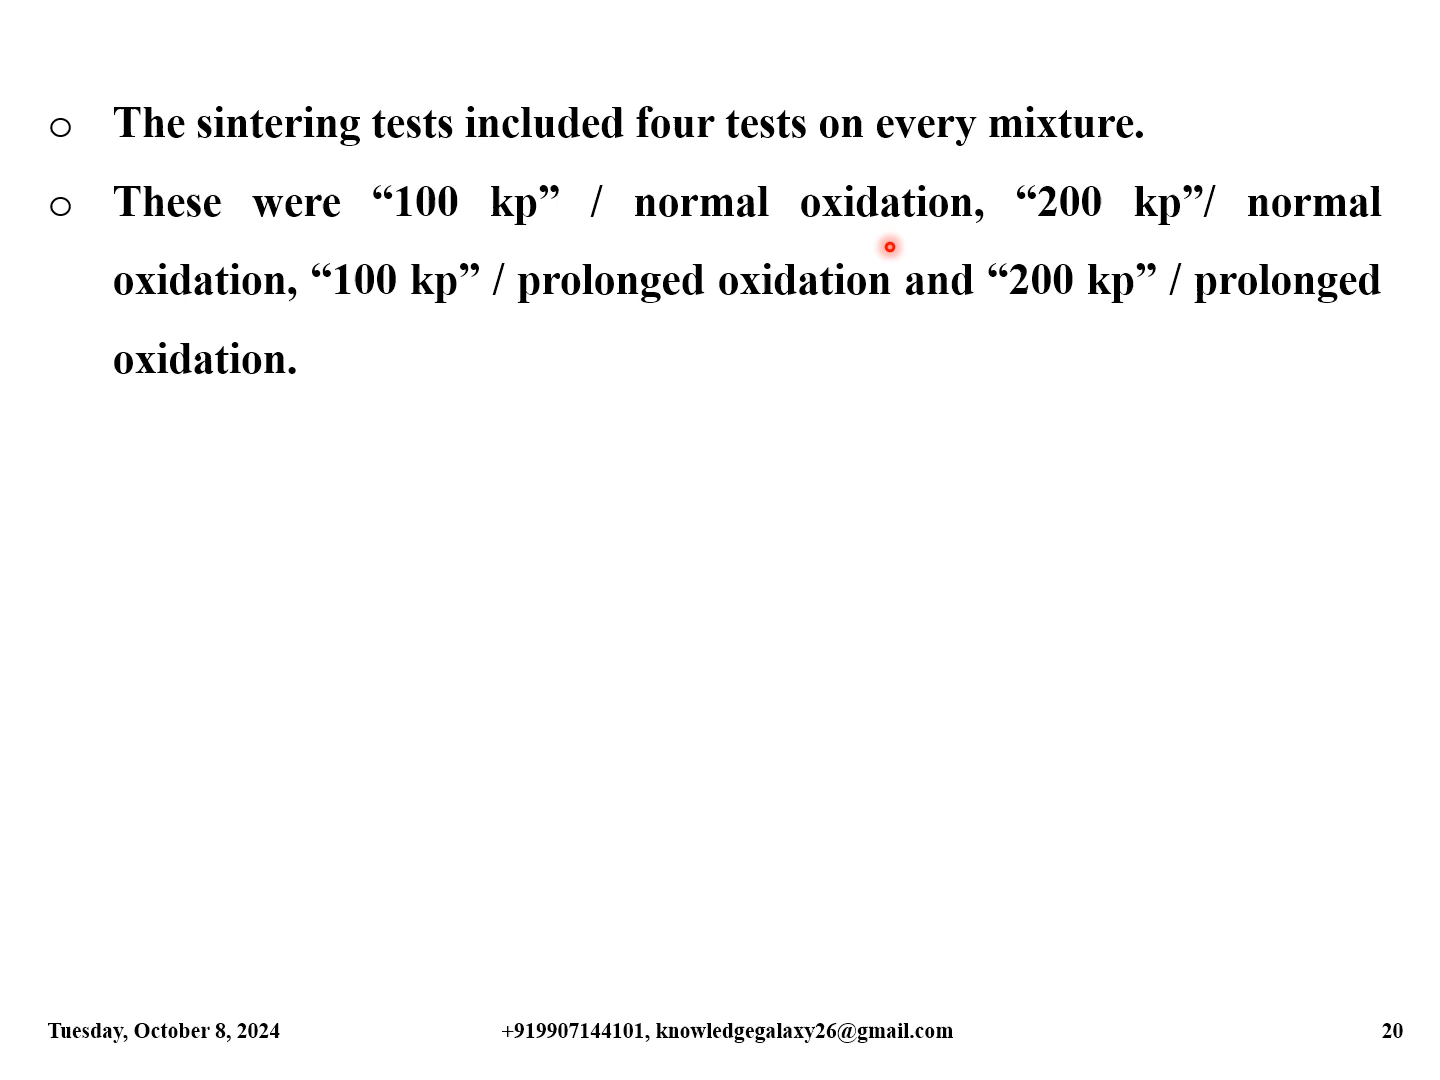 o The sintering tests included four tests on every mixture.
o These were “100 kp” / normal oxidation, “200 kp”/ normal
oxidation, “100 kp” / prolonged oxidation and “200 kp” / prolonged
oxidation.
Tuesday, October 8, 2024 +919907144101, knowledgegalaxy26@gmail.com 20